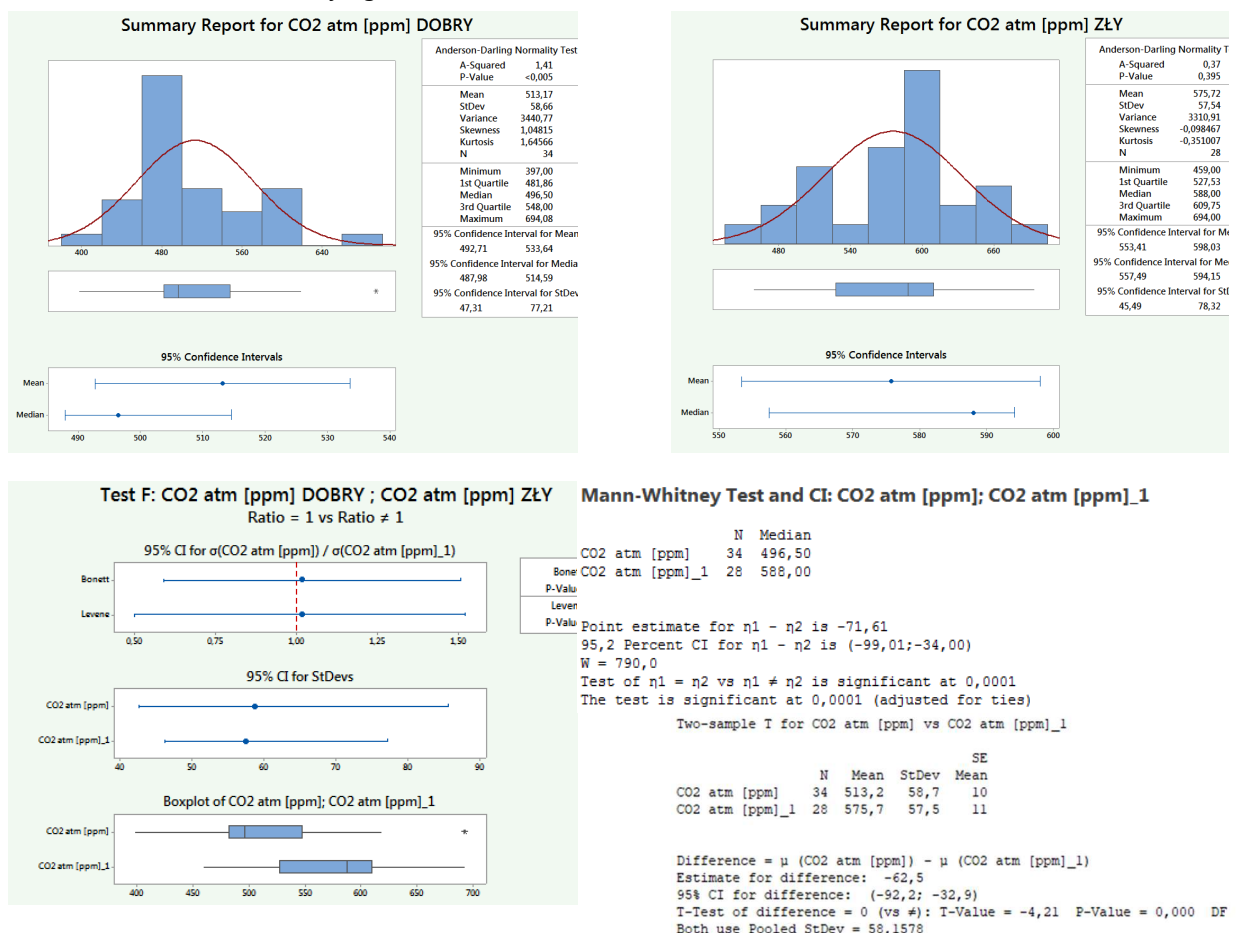 Summary Report for CO2 atm [ppm] DOBRY
Anderson-Darling Normality Test
A-Squared 1,41
P-Value <0,005
Mean 513,17
StDev 58,66
Variance 3440,77
Skewness 1,04815
Kurtosis 1,64566
N 34
Minimum 397,00
1st Quartile 481,86
Median 496,50
3rd Quartile 548,00
Maximum 694,08
95% Confidence Interval for Mean
492,71 533,64
95% Confidence Interval for Media
487,98 514,59
95% Confidence Interval for StDev
47,31 77,21
400 480 560 640
95% Confidence Intervals
Mean
Median
490 500 510 520 530 540
Summary Report for CO2 atm [ppm] ZŁY
Anderson-Darling Normality T
A-Squared 0,37
P-Value 0,395
Mean 575,72
StDev 57,54
Variance 3310,91
Skewness -0,098467
Kurtosis -0,351007
N 28
Minimum 459,00
1st Quartile 527,53
Median 588,00
3rd Quartile 609,75
Maximum 694,00
95% Confidence Interval for Me
553,41 598,03
95% Confidence Interval for Me
557,49 594,15
95% Confidence Interval for St
45,49 78,32
480 540 600 660
95% Confidence Intervals
Mean
Median
550 560 570 580 590 600
Test F: CO2 atm [ppm] DOBRY ; CO2 atm [ppm] ZŁY
Ratio = 1 vs Ratio ≠ 1
95% CI for σ(CO2 atm [ppm]) / σ(CO2 atm [ppm]_1)
Bonett
Levene
0,50 0,75 1,00 1,25 1,50
Bone
P-Valu
Lever
P-Valu
95% CI for StDevs
CO2 atm [ppm]
CO2 atm [ppm]_1
40 50 60 70 80 90
Boxplot of CO2 atm [ppm]; CO2 atm [ppm]_1
CO2 atm [ppm]
CO2 atm [ppm]_1
400 450 500 550 600 650 700
Mann-Whitney Test and CI: CO2 atm [ppm]; CO2 atm [ppm]_1
N Median
CO2 atm [ppm] 34 496,50
CO2 atm [ppm]_1 28 588,00
Point estimate for η1 - η2 is -71,61
95,2 Percent CI for η1 - η2 is (-99,01;-34,00)
W = 790,0
Test of η1 = η2 vs η1 ≠ η2 is significant at 0,0001
The test is significant at 0,0001 (adjusted for ties)
Two-sample T for CO2 atm [ppm] vs CO2 atm [ppm]_1
SE
N Mean StDev Mean
CO2 atm [ppm] 34 513,2 58,7 10
CO2 atm [ppm]_1 28 575,7 57,5 11
Difference = μ (CO2 atm [ppm]) - μ (CO2 atm [ppm]_1)
Estimate for difference: -62,5
95% CI for difference: (-92,2; -32,9)
T-Test of difference = 0 (vs ≠): T-Value = -4,21 P-Value = 0,000 DF
Both use Pooled StDev = 58,1578